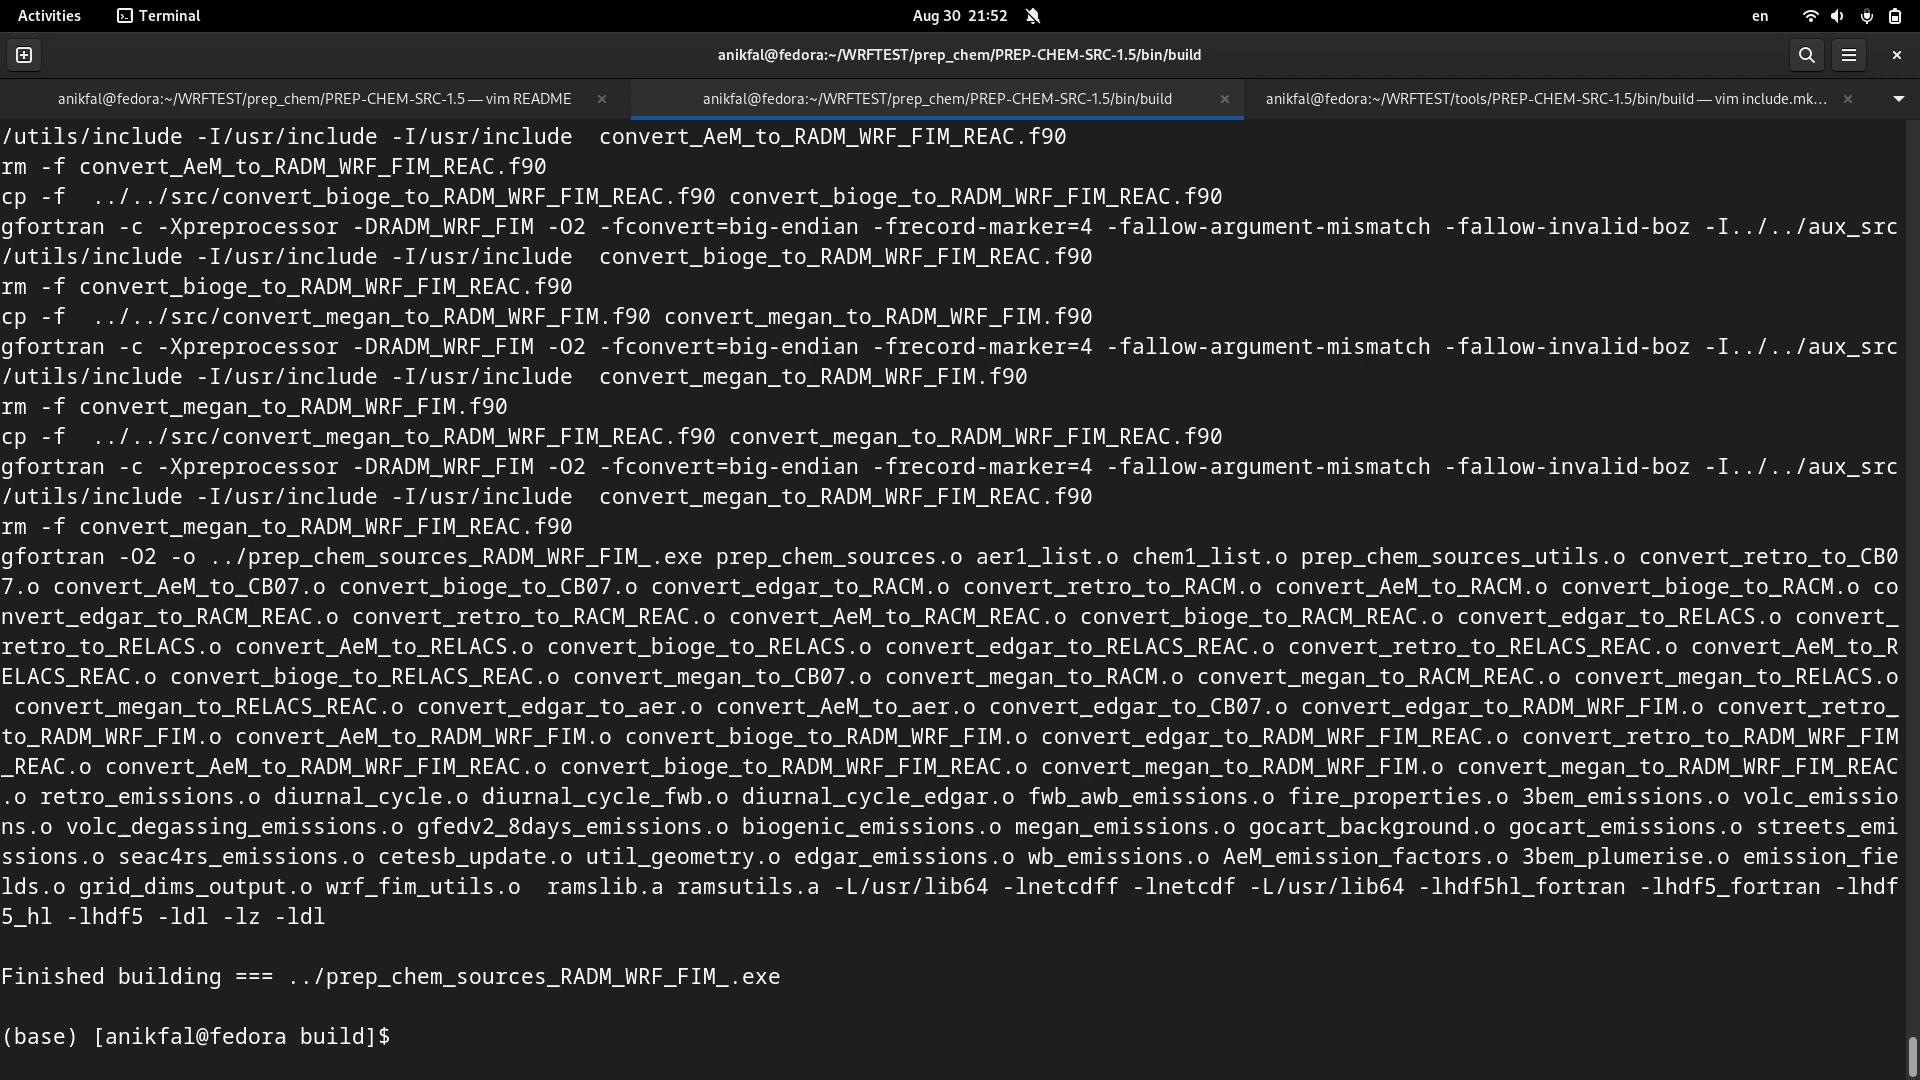 Activities Terminal Aug 30 21:52 en
anikfal@fedora:~/WRFTEST/prep_chem/PREP-CHEM-SRC-1.5/bin/build
anikfal@fedora:~/WRFTEST/prep_chem/PREP-CHEM-SRC-1.5 — vim README
anikfal@fedora:~/WRFTEST/prep_chem/PREP-CHEM-SRC-1.5/bin/build
anikfal@fedora:~/WRFTEST/tools/PREP-CHEM-SRC-1.5/bin/build — vim include.mk...
/utils/include -I/usr/include -I/usr/include  convert_AeM_to_RADM_WRF_FIM_REAC.f90
rm -f convert_AeM_to_RADM_WRF_FIM_REAC.f90
cp -f  ../../src/convert_bioge_to_RADM_WRF_FIM_REAC.f90 convert_bioge_to_RADM_WRF_FIM_REAC.f90
gfortran -c -Xpreprocessor -DRADM_WRF_FIM -O2 -fconvert=big-endian -frecord-marker=4 -fallow-argument-mismatch -fallow-invalid-boz -I../../aux_src
/utils/include -I/usr/include -I/usr/include  convert_bioge_to_RADM_WRF_FIM_REAC.f90
rm -f convert_bioge_to_RADM_WRF_FIM_REAC.f90
cp -f  ../../src/convert_megan_to_RADM_WRF_FIM.f90 convert_megan_to_RADM_WRF_FIM.f90
gfortran -c -Xpreprocessor -DRADM_WRF_FIM -O2 -fconvert=big-endian -frecord-marker=4 -fallow-argument-mismatch -fallow-invalid-boz -I../../aux_src
/utils/include -I/usr/include -I/usr/include  convert_megan_to_RADM_WRF_FIM.f90
rm -f convert_megan_to_RADM_WRF_FIM.f90
cp -f  ../../src/convert_megan_to_RADM_WRF_FIM_REAC.f90 convert_megan_to_RADM_WRF_FIM_REAC.f90
gfortran -c -Xpreprocessor -DRADM_WRF_FIM -O2 -fconvert=big-endian -frecord-marker=4 -fallow-argument-mismatch -fallow-invalid-boz -I../../aux_src
/utils/include -I/usr/include -I/usr/include  convert_megan_to_RADM_WRF_FIM_REAC.f90
rm -f convert_megan_to_RADM_WRF_FIM_REAC.f90
gfortran -O2 -o ../prep_chem_sources_RADM_WRF_FIM_.exe prep_chem_sources.o aer1_list.o chem1_list.o prep_chem_sources_utils.o convert_retro_to_CB0
7.o convert_AeM_to_CB07.o convert_bioge_to_CB07.o convert_edgar_to_RACM.o convert_retro_to_RACM.o convert_AeM_to_RACM.o convert_bioge_to_RACM.o co
nvert_edgar_to_RACM_REAC.o convert_retro_to_RACM_REAC.o convert_AeM_to_RACM_REAC.o convert_bioge_to_RACM_REAC.o convert_edgar_to_RELACS.o convert_
retro_to_RELACS.o convert_AeM_to_RELACS.o convert_bioge_to_RELACS.o convert_edgar_to_RELACS_REAC.o convert_retro_to_RELACS_REAC.o convert_AeM_to_R
ELACS_REAC.o convert_bioge_to_RELACS_REAC.o convert_megan_to_CB07.o convert_megan_to_RACM.o convert_megan_to_RACM_REAC.o convert_megan_to_RELACS.o
 convert_megan_to_RELACS_REAC.o convert_edgar_to_aer.o convert_AeM_to_aer.o convert_edgar_to_CB07.o convert_edgar_to_RADM_WRF_FIM.o convert_retro_
to_RADM_WRF_FIM.o convert_AeM_to_RADM_WRF_FIM.o convert_bioge_to_RADM_WRF_FIM.o convert_edgar_to_RADM_WRF_FIM_REAC.o convert_retro_to_RADM_WRF_FIM
_REAC.o convert_AeM_to_RADM_WRF_FIM_REAC.o convert_bioge_to_RADM_WRF_FIM_REAC.o convert_megan_to_RADM_WRF_FIM.o convert_megan_to_RADM_WRF_FIM_REAC
.o retro_emissions.o diurnal_cycle.o diurnal_cycle_fwb.o diurnal_cycle_edgar.o fwb_awb_emissions.o fire_properties.o 3bem_emissions.o volc_emissio
ns.o volc_degassing_emissions.o gfedv2_8days_emissions.o biogenic_emissions.o megan_emissions.o gocart_background.o gocart_emissions.o streets_emi
ssions.o seac4rs_emissions.o cetesb_update.o util_geometry.o edgar_emissions.o wb_emissions.o AeM_emission_factors.o 3bem_plumerise.o emission_fie
lds.o grid_dims_output.o wrf_fim_utils.o  ramslib.a ramsutils.a -L/usr/lib64 -lnetcdff -lnetcdf -L/usr/lib64 -lhdf5hl_fortran -lhdf5_fortran -lhdf
5_hl -lhdf5 -ldl -lz -ldl
Finished building === ../prep_chem_sources_RADM_WRF_FIM_.exe
(base) [anikfal@fedora build]$